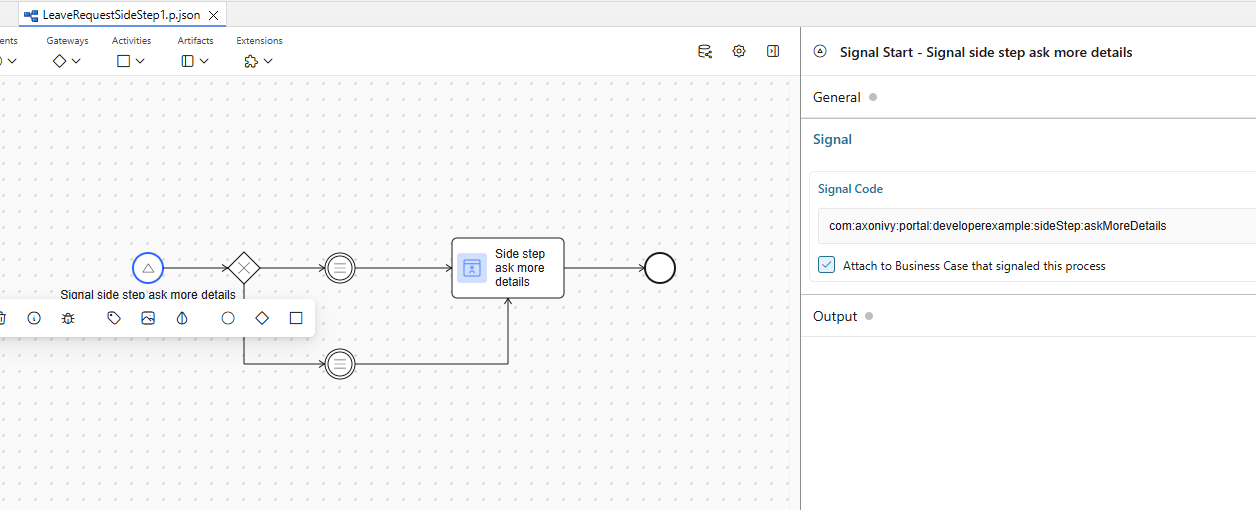 LeaveRequestSideStep1.p.json
ents
Gateways
Activities
Artifacts
Extensions
Signal Start - Signal side step ask more details
General
Signal
Signal Code
com:axonivy:portal:developerexample:sideStep:askMoreDetails
Attach to Business Case that signaled this process
Output
Side step
ask more
details
Signal side step ask more details